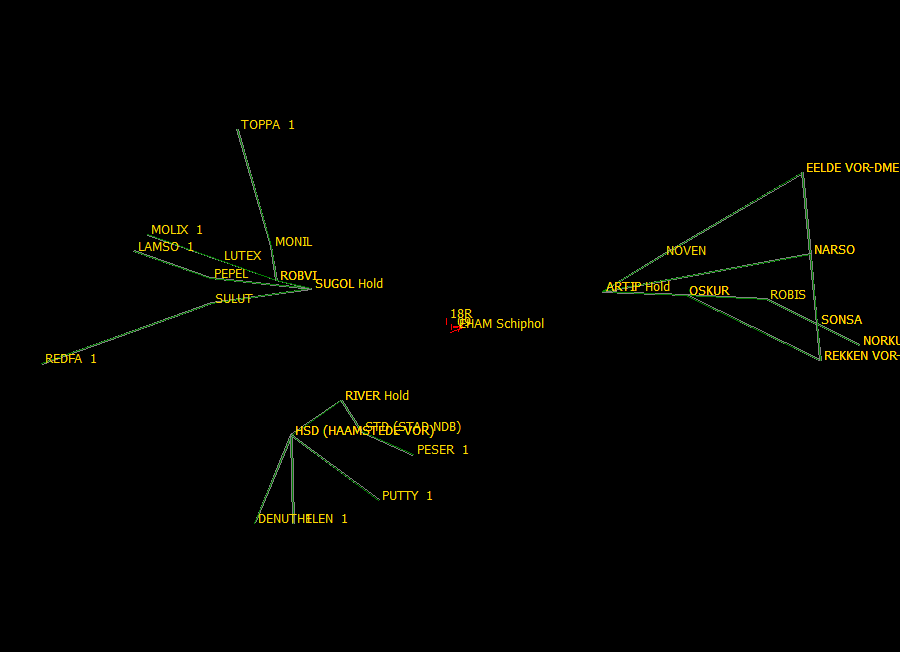 TOPPA 1
EELDE VOR-DME
MOLIX 1
LAMSO 1
MONIL
LUTEX
NOVEN
NARSO
PEPEL
ROBVI
SUGOL Hold
ARTIP Hold
OSKUR
ROBIS
SULUT
18R
EHAM Schiphol
SONSA
NORKU
REDFA 1
REKKEN VOR-
RIVER Hold
STD (STAD NDB)
HSD (HAAMSTEDE VOR)
PESER 1
PUTTY 1
DENUT
HELEN 1